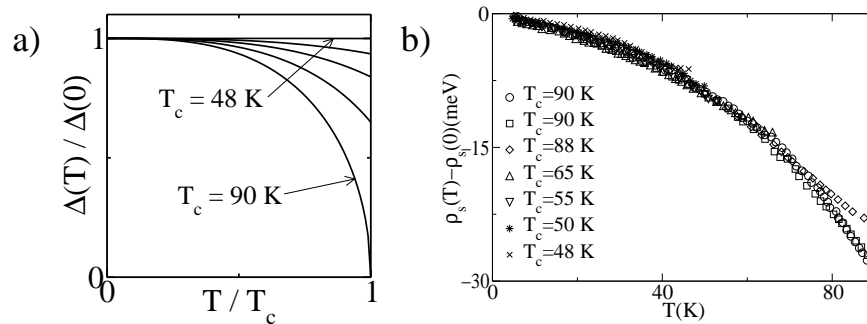 a)
1
Δ(T) / Δ(0)
T_c = 48 K
T_c = 90 K
0
T / T_c
1
b)
0
−15
−30
ρ_s(T)−ρ_s(0)(meV)
T_c=90 K
T_c=90 K
T_c=88 K
T_c=65 K
T_c=55 K
T_c=50 K
T_c=48 K
0
40
80
T(K)